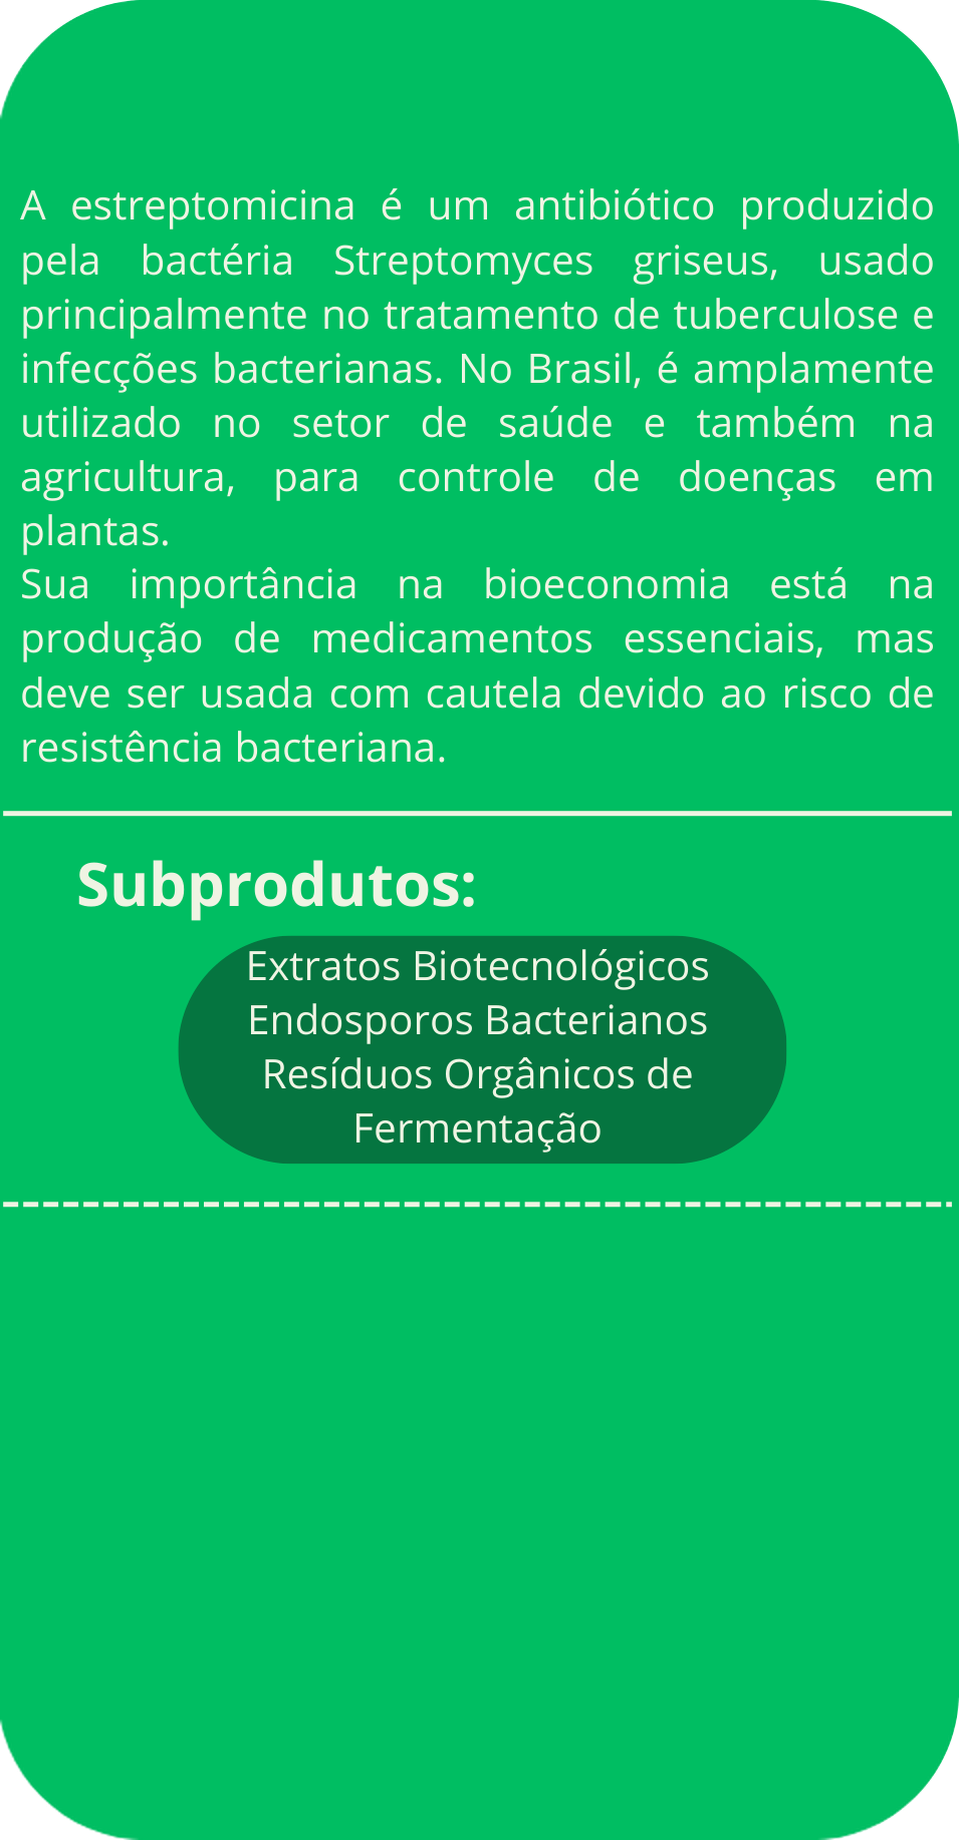 A estreptomicina é um antibiótico produzido
pela bactéria Streptomyces griseus, usado
principalmente no tratamento de tuberculose e
infecções bacterianas. No Brasil, é amplamente
utilizado no setor de saúde e também na
agricultura, para controle de doenças em
plantas.
Sua importância na bioeconomia está na
produção de medicamentos essenciais, mas
deve ser usada com cautela devido ao risco de
resistência bacteriana.
Subprodutos:
Extratos Biotecnológicos
Endosporos Bacterianos
Resíduos Orgânicos de
Fermentação